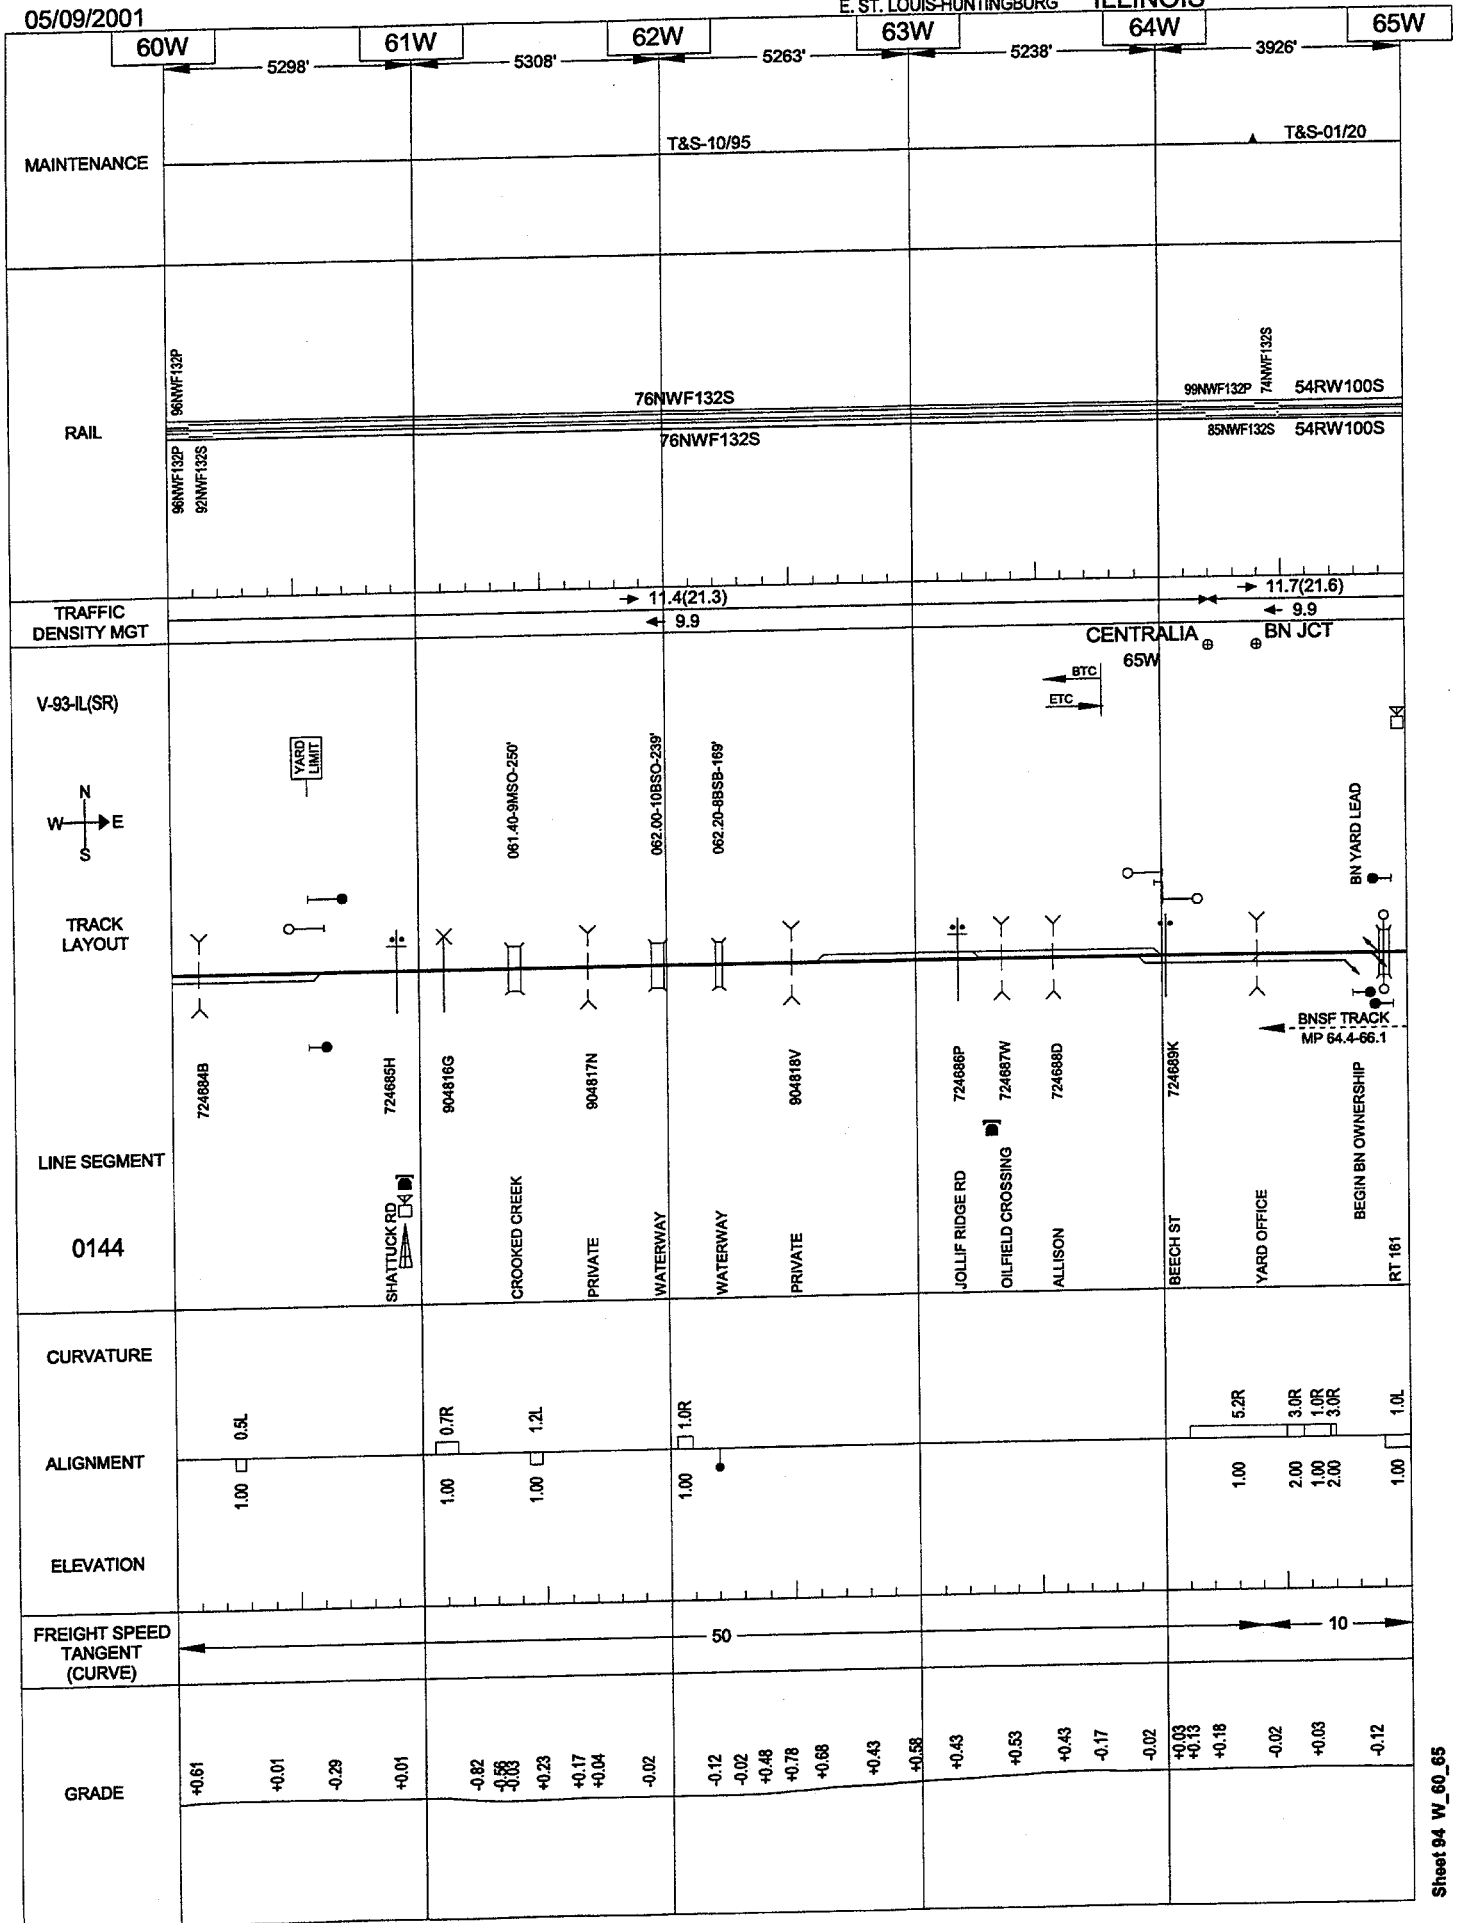 05/09/2001
E. ST. LOUIS-HUNTINGBURG ILLINOIS
60W 61W 62W 63W 64W 65W
5298' 5308' 5263' 5238' 3926'
MAINTENANCE
T&S-10/95
T&S-01/20
RAIL
96NWF132P
96NWF132P
92NWF132S
76NWF132S
76NWF132S
99NWF132P
74NWF132S
54RW100S
85NWF132S
54RW100S
TRAFFIC
DENSITY MGT
11.4(21.3)
9.9
11.7(21.6)
9.9
CENTRALIA
65W
BN JCT
V-93-IL(SR)
BTC
ETC
YARD
LIMIT
N
W E
S
061.40-9MSO-250'
062.00-10BSO-239'
062.20-8BSB-169'
BN YARD LEAD
TRACK
LAYOUT
BNSF TRACK
MP 64.4-66.1
724684B
724685H
904816G
904817N
904818V
724686P
724687W
724688D
724689K
LINE SEGMENT
0144
SHATTUCK RD
CROOKED CREEK
PRIVATE
WATERWAY
WATERWAY
PRIVATE
JOLLIF RIDGE RD
OILFIELD CROSSING
ALLISON
BEECH ST
YARD OFFICE
BEGIN BN OWNERSHIP
RT 161
CURVATURE
0.5L 0.7R 1.2L 1.0R 5.2R 3.0R 1.0R 3.0R 1.0L
ALIGNMENT
1.00 1.00 1.00 1.00 1.00 2.00 1.00 2.00 1.00
ELEVATION
FREIGHT SPEED
TANGENT
(CURVE)
50
10
GRADE
+0.61 +0.01 -0.29 +0.01 -0.82 -0.56 -0.03 +0.23 +0.17 +0.04 -0.02 -0.12 -0.02 +0.48 +0.78 +0.68 +0.43 +0.58 +0.43 +0.53 +0.43 -0.17 -0.02 +0.03 +0.13 +0.18 -0.02 +0.03 -0.12
Sheet 94 W_60_65